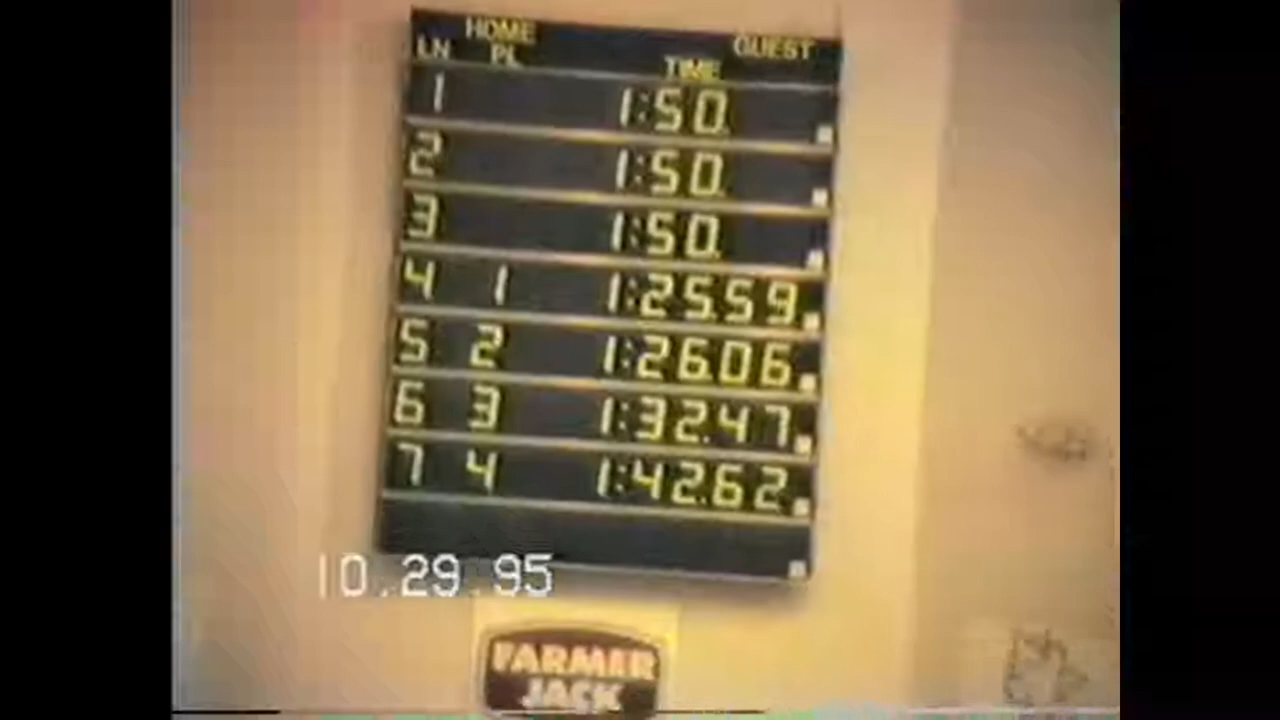 HOME GUEST
LN PL TIME
1 1:50.
2 1:50.
3 1:50.
4 1 1:25.59
5 2 1:26.06
6 3 1:32.47
7 4 1:42.62
10.29.95
FARMER
JACK